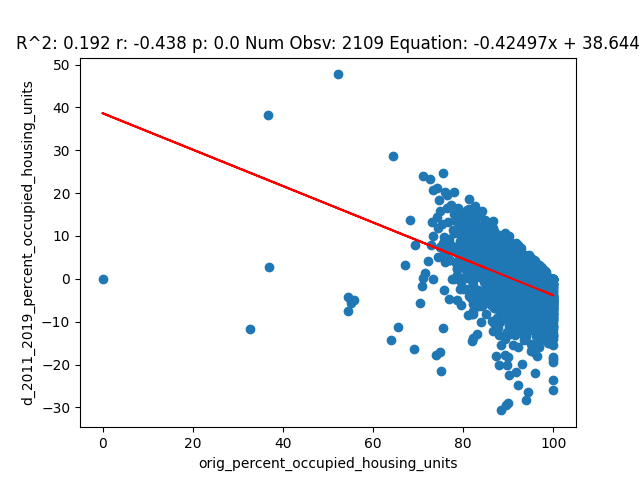 R^2: 0.192 r: -0.438 p: 0.0 Num Obsv: 2109 Equation: -0.42497x + 38.644
50
40
30
20
10
0
−10
−20
−30
d_2011_2019_percent_occupied_housing_units
0 20 40 60 80 100
orig_percent_occupied_housing_units